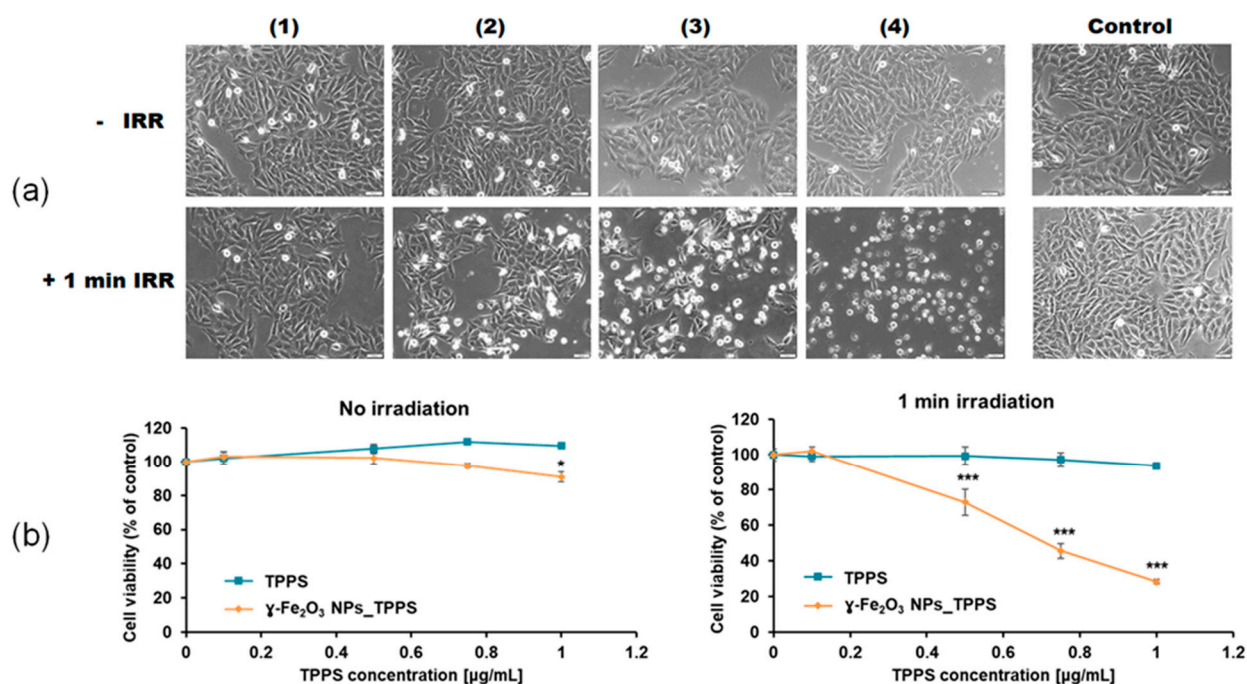 (1) (2) (3) (4) Control
- IRR
(a)
+ 1 min IRR
(b)
No irradiation
Cell viability (% of control)
120
100
80
60
40
20
0
*
TPPS
ɣ-Fe₂O₃ NPs_TPPS
0 0.2 0.4 0.6 0.8 1 1.2
TPPS concentration [µg/mL]
1 min irradiation
Cell viability (% of control)
120
100
80
60
40
20
0
***
***
***
TPPS
ɣ-Fe₂O₃ NPs_TPPS
0 0.2 0.4 0.6 0.8 1 1.2
TPPS concentration [µg/mL]